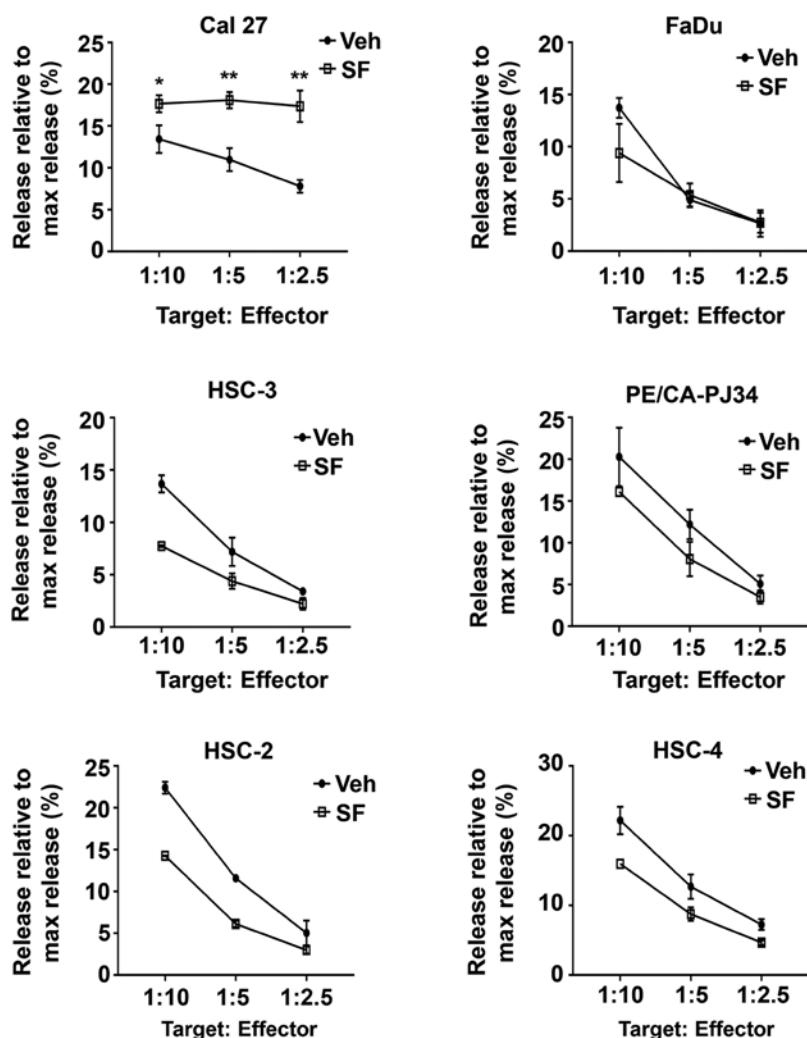 Cal 27
Release relative to
max release (%)
25
20
15
10
5
0
* ** **
Veh
SF
1:10 1:5 1:2.5
Target: Effector
FaDu
Release relative to
max release (%)
20
15
10
5
0
Veh
SF
1:10 1:5 1:2.5
Target: Effector
HSC-3
Release relative to
max release (%)
20
15
10
5
0
Veh
SF
1:10 1:5 1:2.5
Target: Effector
PE/CA-PJ34
Release relative to
max release (%)
25
20
15
10
5
0
Veh
SF
1:10 1:5 1:2.5
Target: Effector
HSC-2
Release relative to
max release (%)
25
20
15
10
5
0
Veh
SF
1:10 1:5 1:2.5
Target: Effector
HSC-4
Release relative to
max release (%)
30
20
10
0
Veh
SF
1:10 1:5 1:2.5
Target: Effector